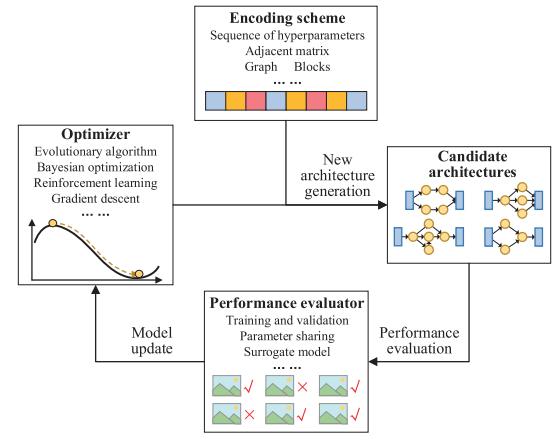 Encoding scheme
Sequence of hyperparameters
Adjacent matrix
Graph Blocks
... ...
Optimizer
Evolutionary algorithm
Bayesian optimization
Reinforcement learning
Gradient descent
... ...
New
architecture
generation
Candidate
architectures
Performance evaluator
Training and validation
Parameter sharing
Surrogate model
... ...
Model
update
Performance
evaluation